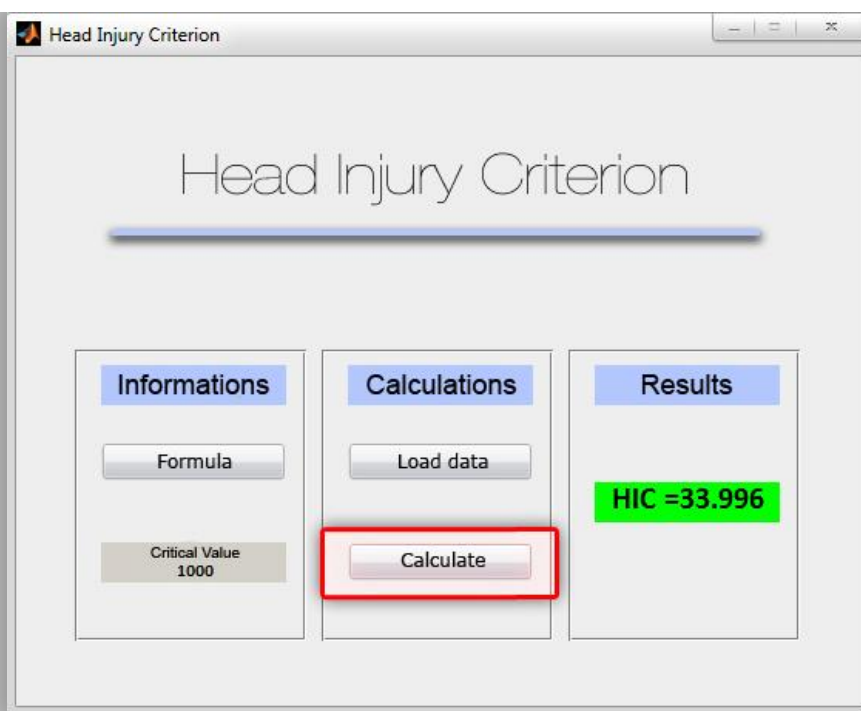 Head Injury Criterion
Head Injury Criterion
Informations
Formula
Critical Value
1000
Calculations
Load data
Calculate
Results
HIC =33.996